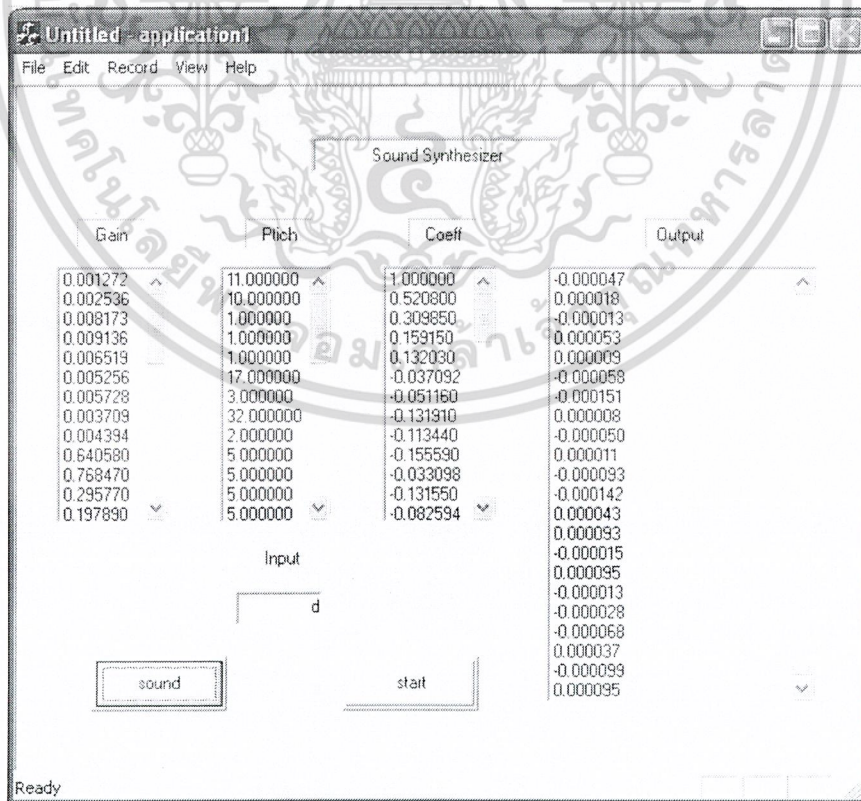 Untitled - application1
File Edit Record View Help
Sound Synthesizer
Gain Ptich Coeff Output
0.001272 11.000000 1.000000 -0.000047
0.002536 10.000000 0.520800 0.000018
0.008173 1.000000 0.309850 -0.000013
0.009136 1.000000 0.159150 0.000053
0.006519 1.000000 0.132030 0.000009
0.005256 17.000000 -0.037092 -0.000058
0.005728 3.000000 -0.051160 -0.000151
0.003709 32.000000 -0.131910 0.000008
0.004394 2.000000 -0.113440 -0.000050
0.640580 5.000000 -0.155590 0.000011
0.768470 5.000000 -0.033098 -0.000093
0.295770 5.000000 -0.131550 -0.000142
0.197890 5.000000 -0.082594 0.000043
0.000093
Input -0.000015
0.000095
-0.000013
d -0.000028
-0.000068
0.000037
sound start -0.000099
0.000095
Ready